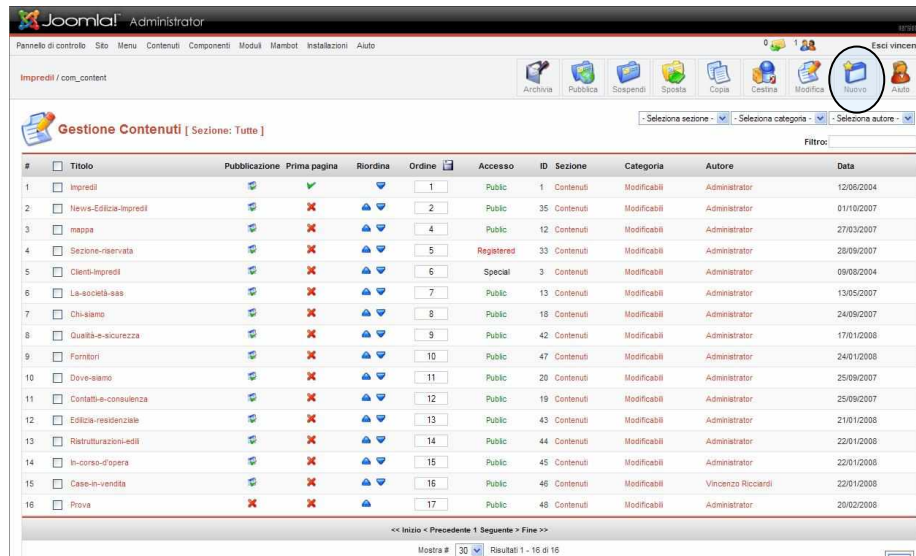 Joomla! Administrator
Pannello di controllo Sito Menu Contenuti Componenti Moduli Mambot Installazioni Aiuto 0 1 Esci vincen
Impredil / com_content
Archivia Pubblica Sospendi Sposta Copia Cestina Modifica Nuovo Aiuto
Gestione Contenuti [ Sezione: Tutte ]
- Seleziona sezione - - Seleziona categoria - - Seleziona autore -
Filtro:
# Titolo Pubblicazione Prima pagina Riordina Ordine Accesso ID Sezione Categoria Autore Data
1 Impredil 1 Public 1 Contenuti Modificabili Administrator 12/06/2004
2 News-Edilizia-Impredil 2 Public 35 Contenuti Modificabili Administrator 01/10/2007
3 mappa 4 Public 12 Contenuti Modificabili Administrator 27/03/2007
4 Sezione-riservata 5 Registered 33 Contenuti Modificabili Administrator 28/09/2007
5 Clienti-Impredil 6 Special 3 Contenuti Modificabili Administrator 09/08/2004
6 La-società-sas 7 Public 13 Contenuti Modificabili Administrator 13/05/2007
7 Chi-siamo 8 Public 18 Contenuti Modificabili Administrator 24/09/2007
8 Qualità-e-sicurezza 9 Public 42 Contenuti Modificabili Administrator 17/01/2008
9 Fornitori 10 Public 47 Contenuti Modificabili Administrator 24/01/2008
10 Dove-siamo 11 Public 20 Contenuti Modificabili Administrator 25/09/2007
11 Contatti-e-consulenza 12 Public 19 Contenuti Modificabili Administrator 25/09/2007
12 Edilizia-residenziale 13 Public 43 Contenuti Modificabili Administrator 21/01/2008
13 Ristrutturazioni-edili 14 Public 44 Contenuti Modificabili Administrator 22/01/2008
14 In-corso-d'opera 15 Public 45 Contenuti Modificabili Administrator 22/01/2008
15 Case-in-vendita 16 Public 46 Contenuti Modificabili Vincenzo Ricciardi 22/01/2008
16 Prova 17 Public 48 Contenuti Modificabili Administrator 20/02/2008
<< Inizio < Precedente 1 Seguente > Fine >>
Mostra # 30 Risultati 1 - 16 di 16